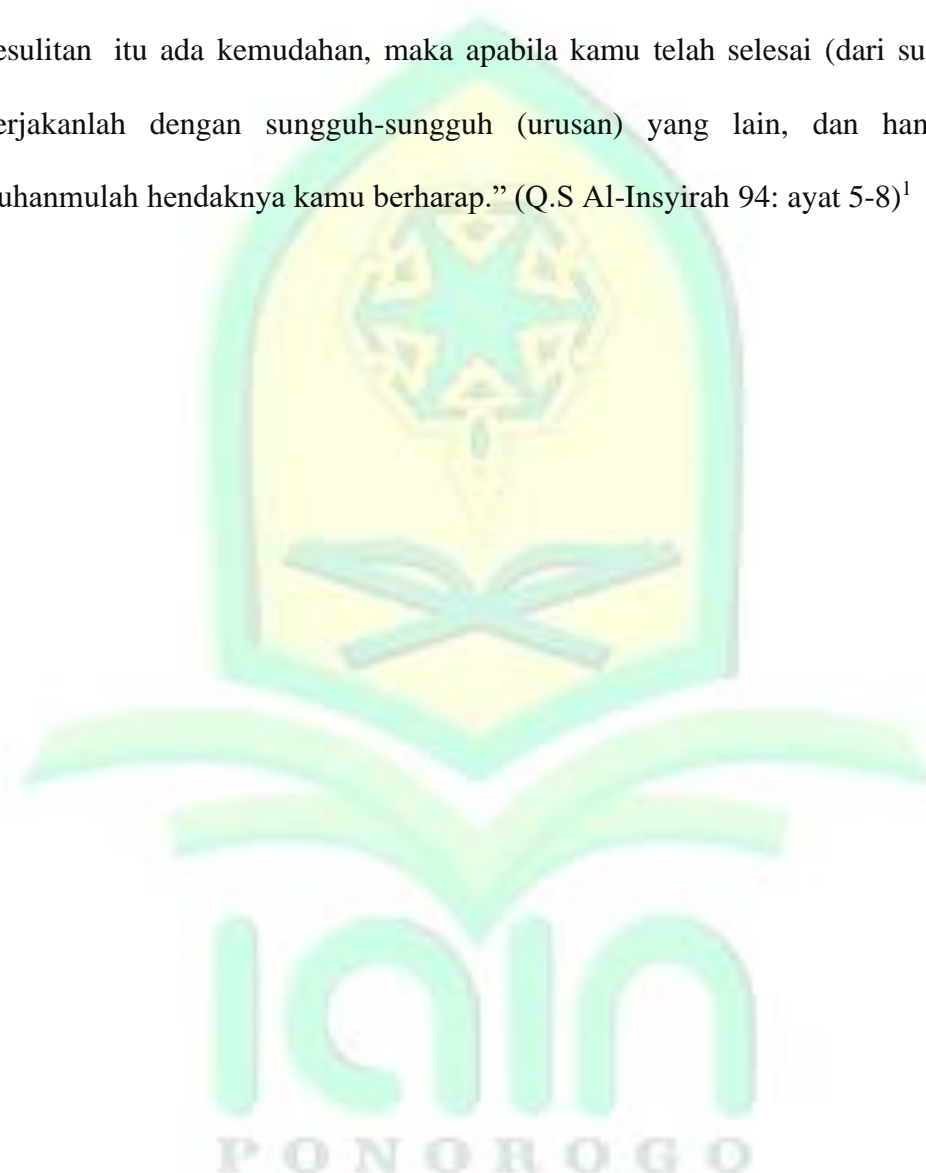 esulitan itu ada kemudahan, maka apabila kamu telah selesai (dari su
erjakanlah dengan sungguh-sungguh (urusan) yang lain, dan han
uhanmulah hendaknya kamu berharap.” (Q.S Al-Insyirah 94: ayat 5-8)1
iain
PONOROGO